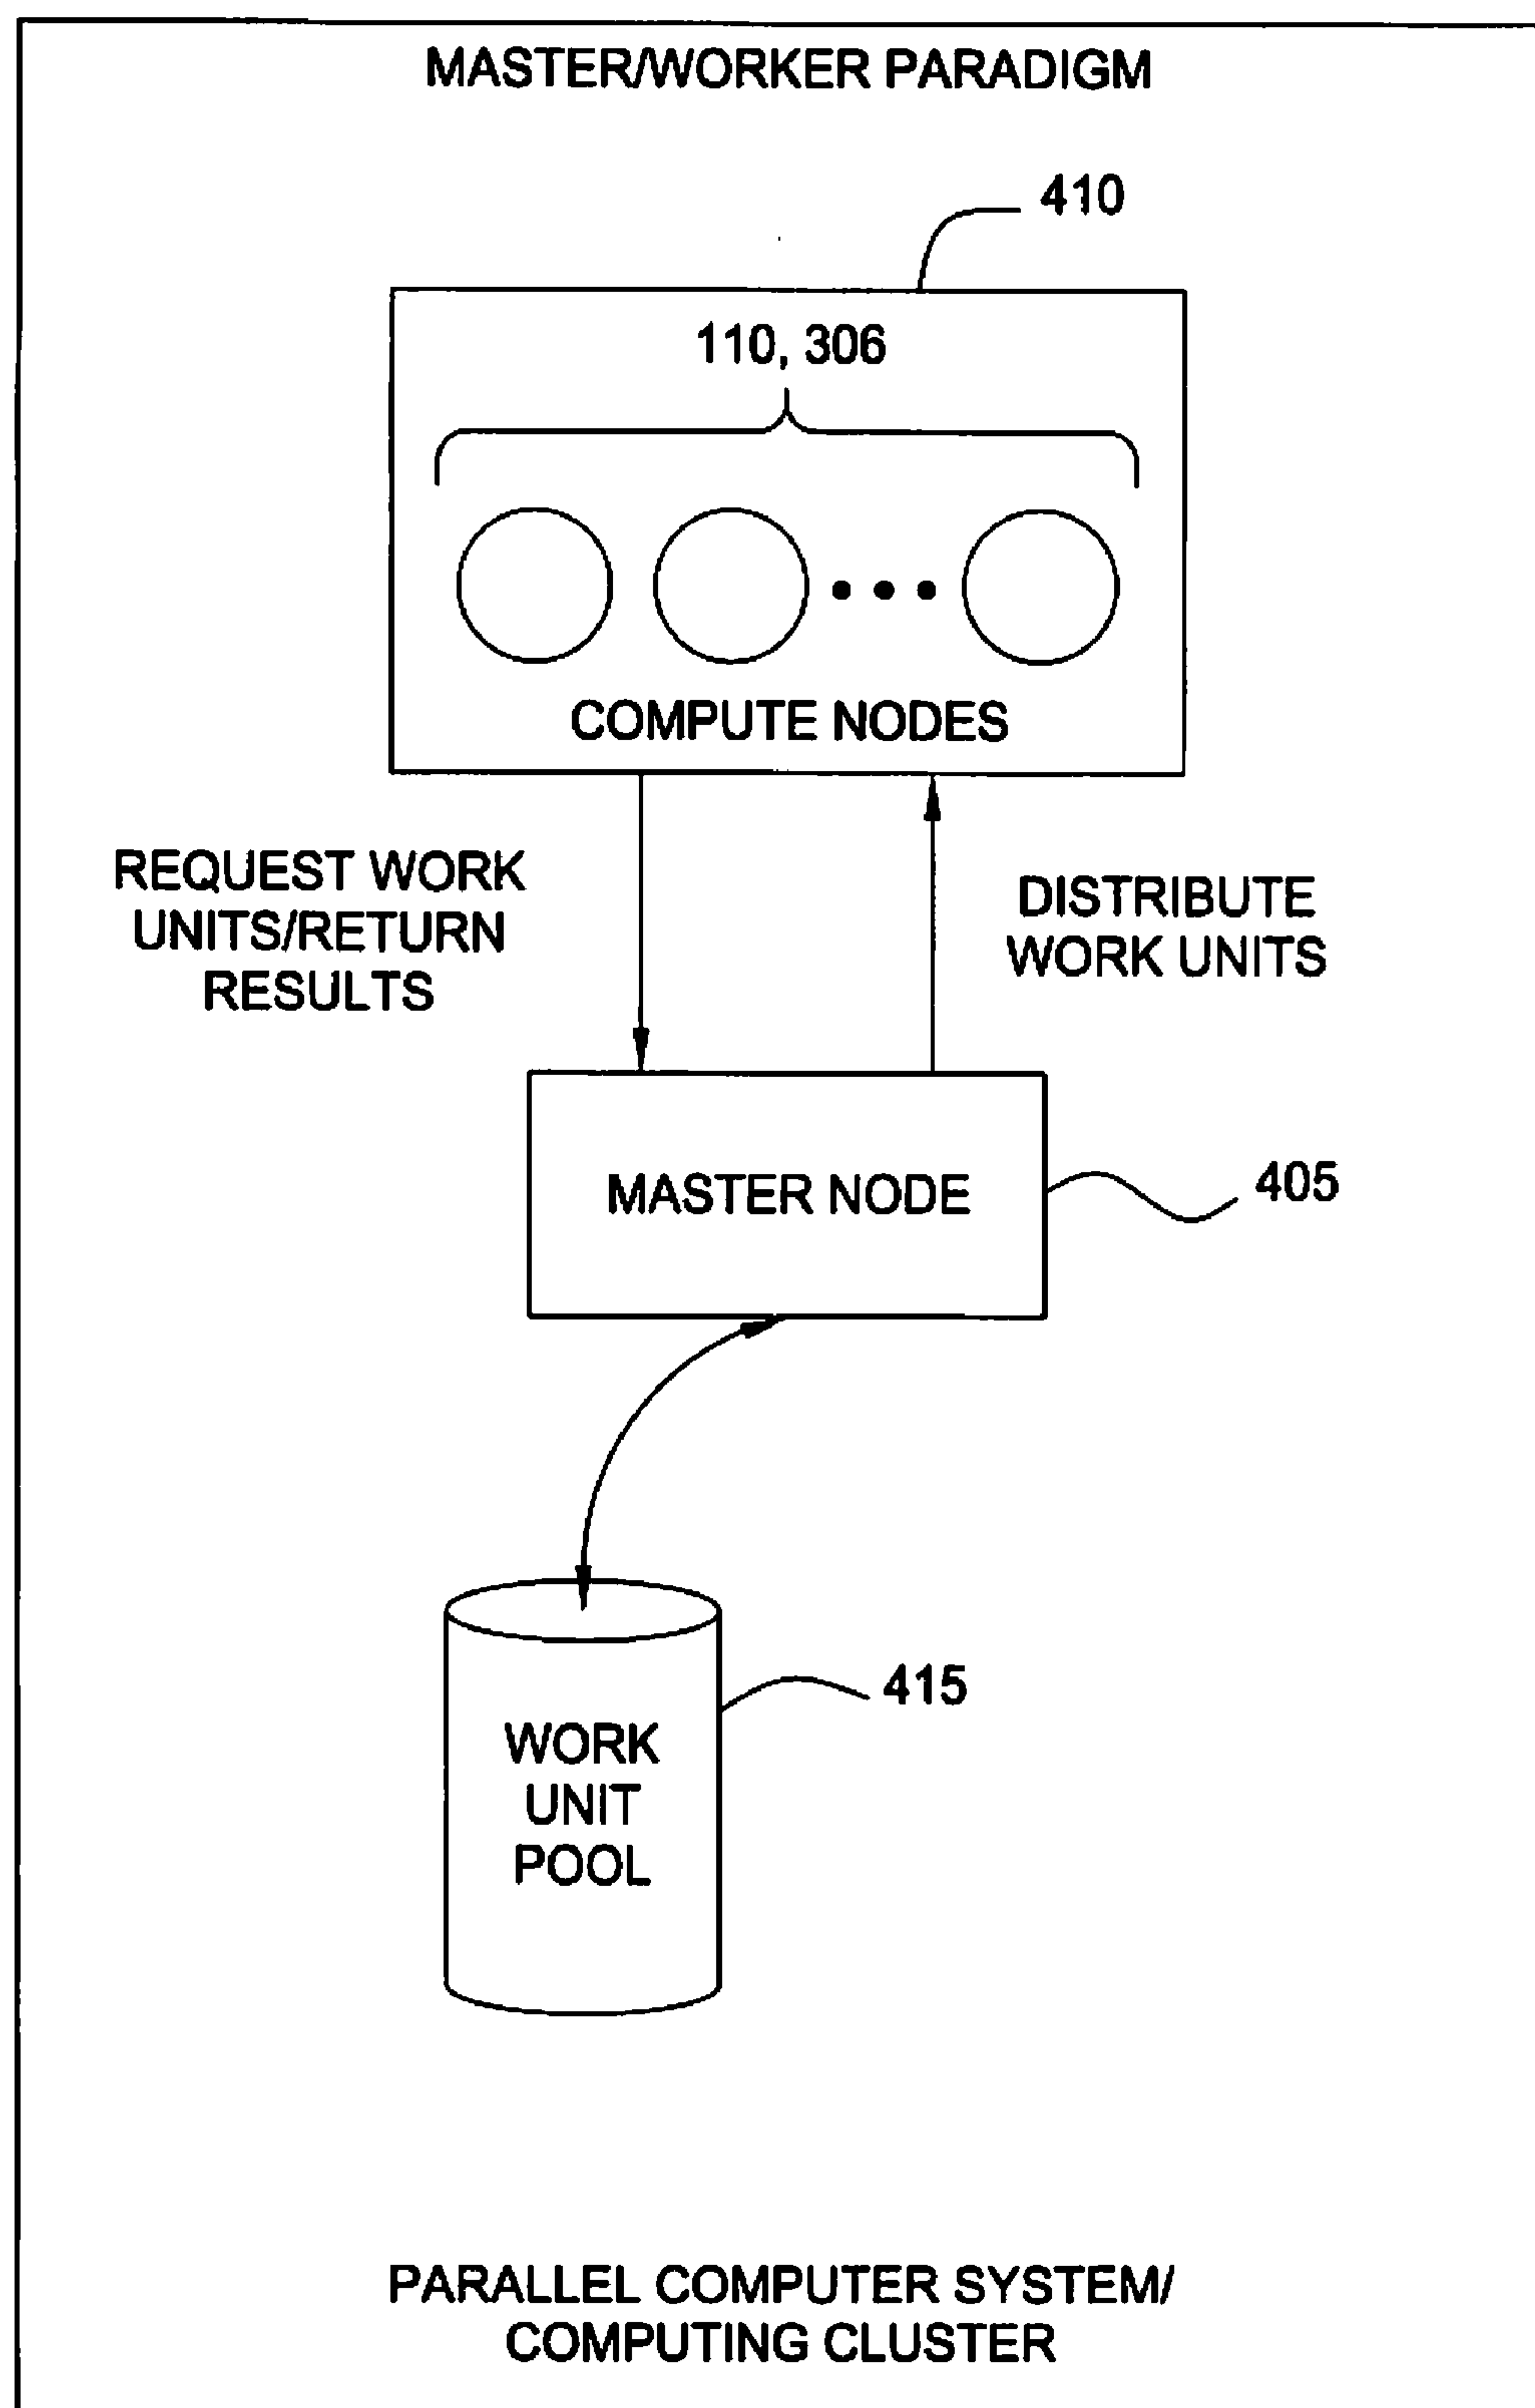 MASTER/WORKER PARADIGM
410
110, 306
COMPUTE NODES
REQUEST WORK
UNITS/RETURN
RESULTS
DISTRIBUTE
WORK UNITS
MASTER NODE
405
415
WORK
UNIT
POOL
PARALLEL COMPUTER SYSTEM/
COMPUTING CLUSTER